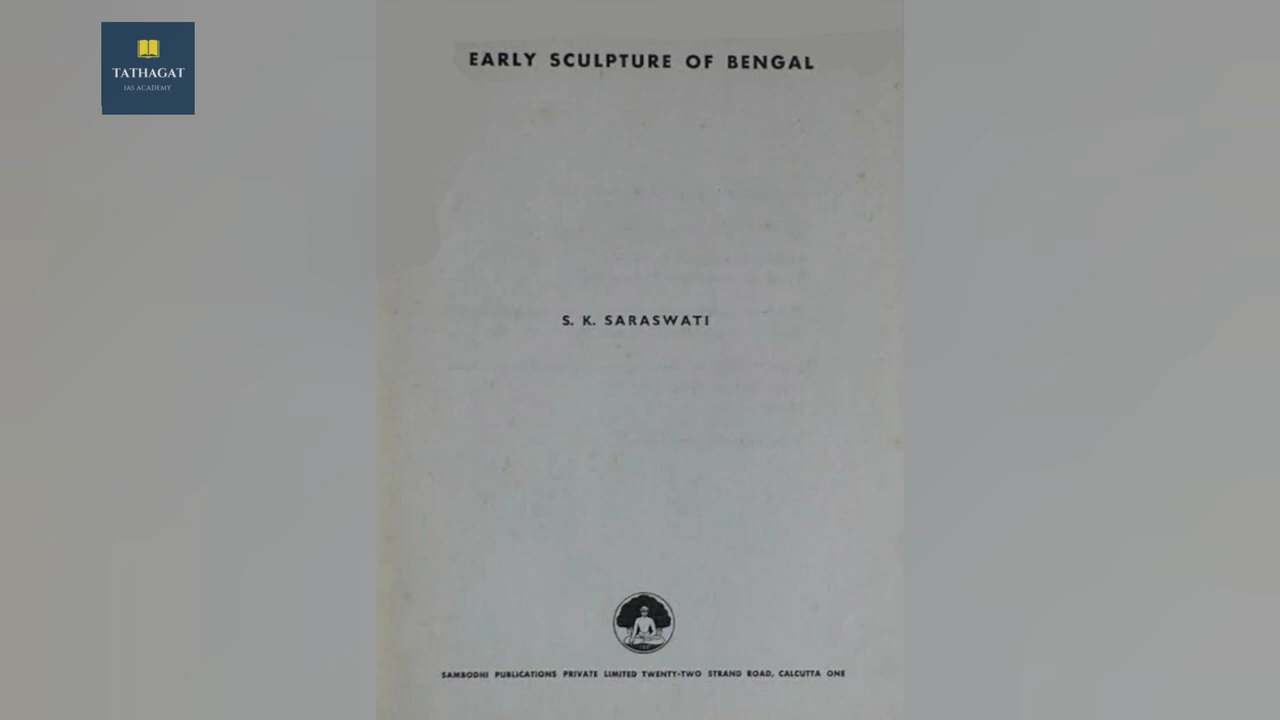 TATHAGAT
IAS ACADEMY
EARLY SCULPTURE OF BENGAL
S. K. SARASWATI
SAMBODHI PUBLICATIONS PRIVATE LIMITED TWENTY-TWO STRAND ROAD, CALCUTTA ONE